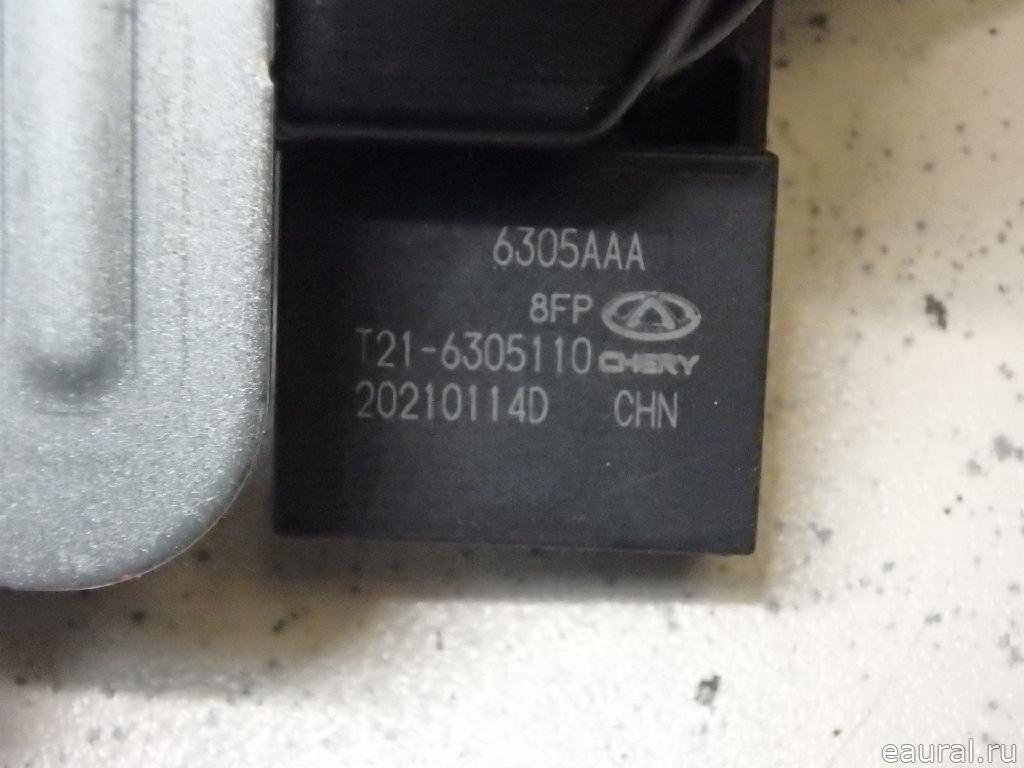 6305AAA
8FP
T21-6305110 CHERY
20210114D CHN
eaural.ru